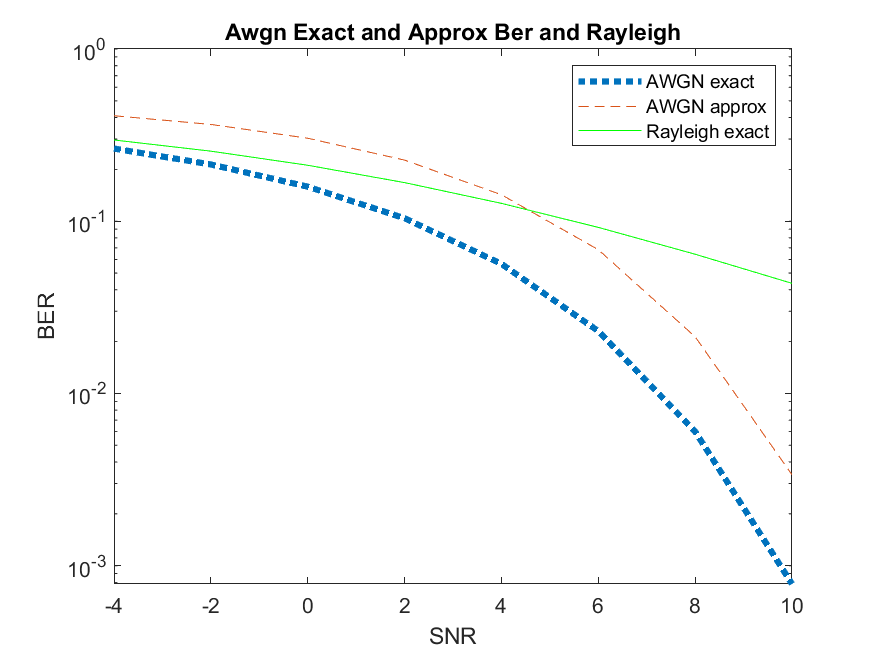 Awgn Exact and Approx Ber and Rayleigh
10^0
AWGN exact
AWGN approx
Rayleigh exact
10^-1
BER
10^-2
10^-3
-4 -2 0 2 4 6 8 10
SNR